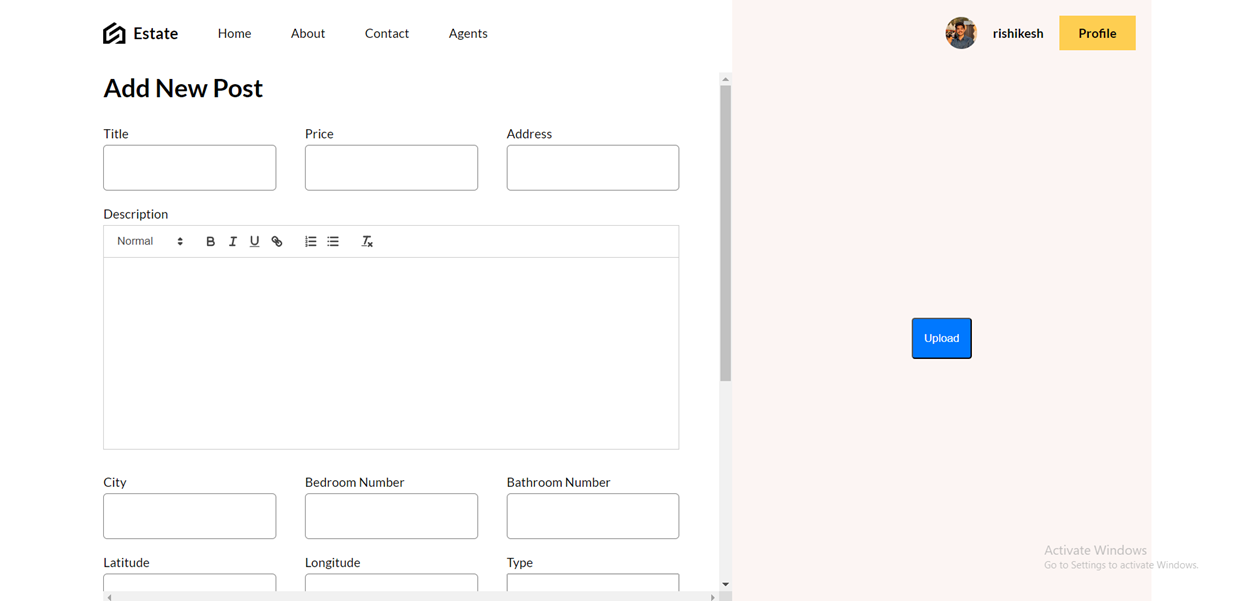 Estate Home About Contact Agents rishikesh Profile
Add New Post
Title Price Address
Description
Normal B I U
City Bedroom Number Bathroom Number
Latitude Longitude Type
Upload
Activate Windows
Go to Settings to activate Windows.